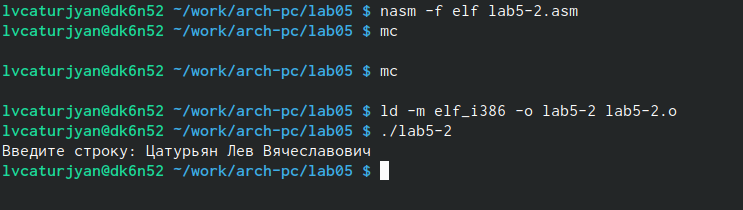 lvcaturjyan@dk6n52 ~/work/arch-pc/lab05 $ nasm -f elf lab5-2.asm
lvcaturjyan@dk6n52 ~/work/arch-pc/lab05 $ mc
lvcaturjyan@dk6n52 ~/work/arch-pc/lab05 $ mc
lvcaturjyan@dk6n52 ~/work/arch-pc/lab05 $ ld -m elf_i386 -o lab5-2 lab5-2.o
lvcaturjyan@dk6n52 ~/work/arch-pc/lab05 $ ./lab5-2
Введите строку: Цатурьян Лев Вячеславович
lvcaturjyan@dk6n52 ~/work/arch-pc/lab05 $